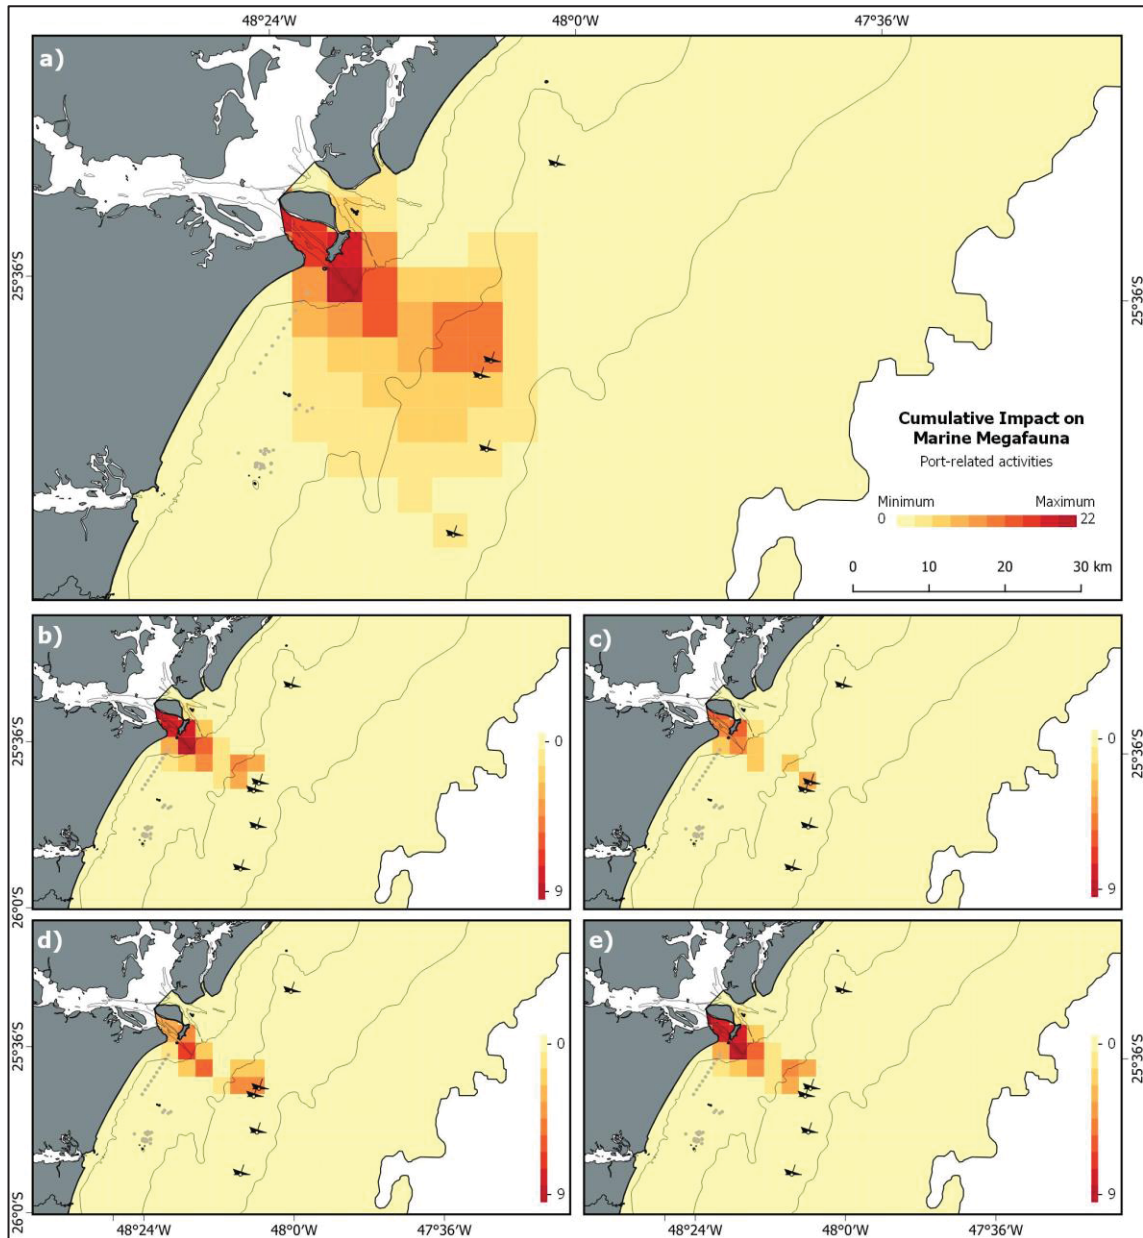 48°24'W 48°0'W 47°36'W
a)
25°36'S
25°36'S
Cumulative Impact on
Marine Megafauna
Port-related activities
Minimum Maximum
0 22
0 10 20 30 km
b)
c)
0
0
25°36'S
25°36'S
9
9
26°0'S
d)
e)
0
0
25°36'S
25°36'S
9
9
26°0'S
48°24'W 48°0'W 47°36'W
48°24'W 48°0'W 47°36'W